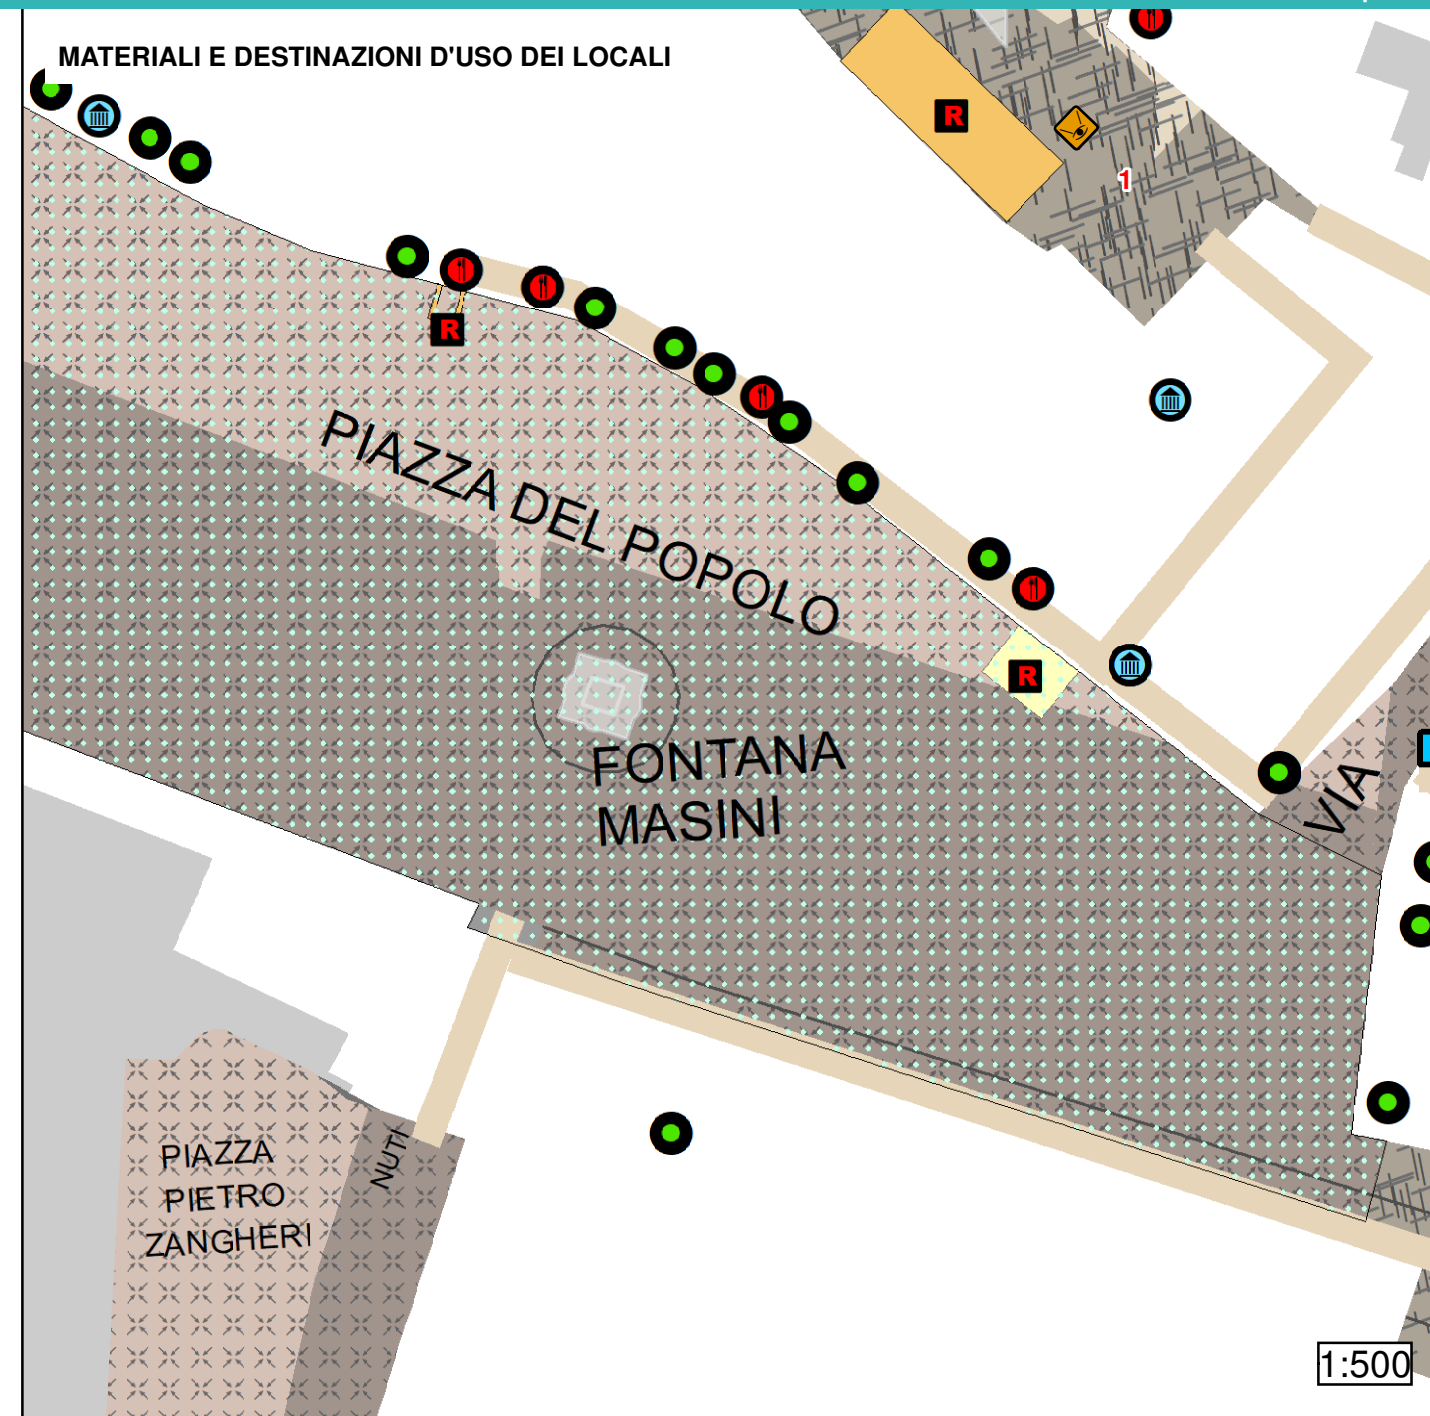 MATERIALI E DESTINAZIONI D'USO DEI LOCALI
R
1
R
PIAZZA DEL POPOLO
R
FONTANA
MASINI
VIA
PIAZZA
PIETRO
ZANGHERI
NUTI
1:500